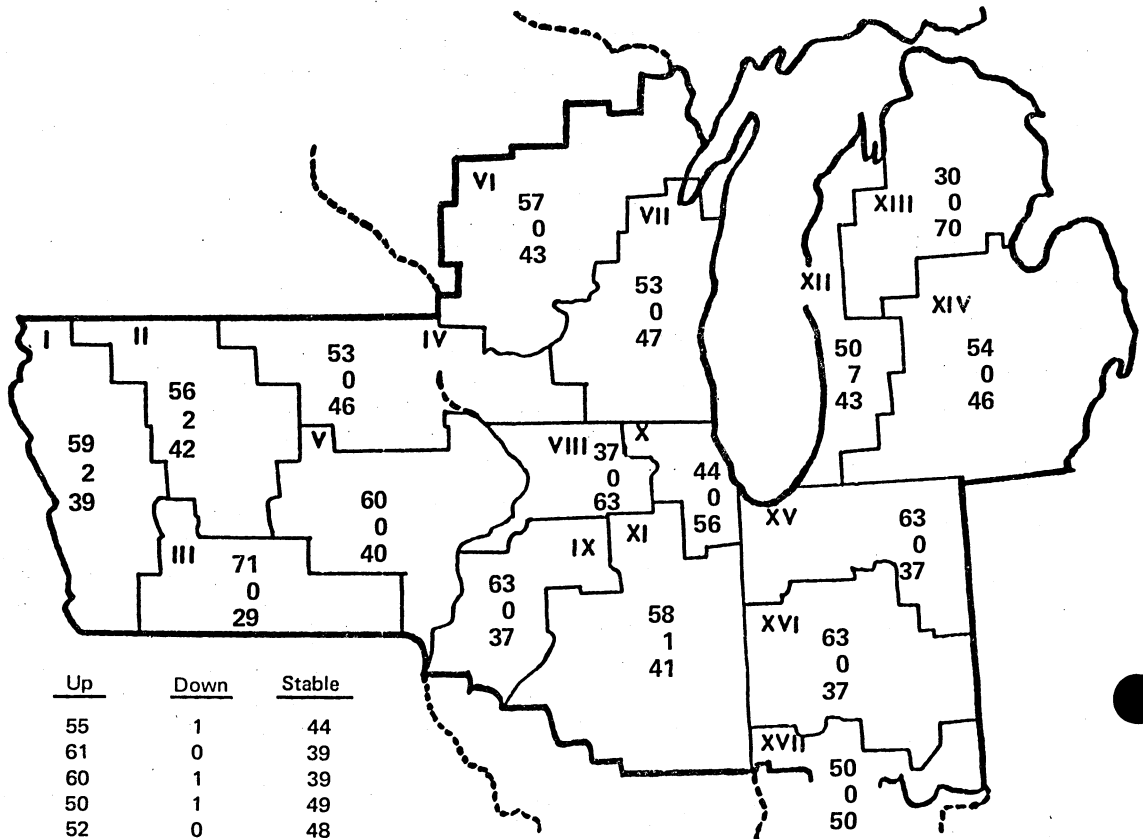 VI
57
0
43
VII
53
0
47
XIII
30
0
70
XII
50
7
43
XIV
54
0
46
I
59
2
39
II
56
2
42
IV
53
0
46
V
60
0
40
III
71
0
29
VIII
37
0
63
X
44
0
56
IX
63
0
37
XI
58
1
41
XV
63
0
37
XVI
63
0
37
XVII
50
0
50
Up Down Stable
55 1 44
61 0 39
60 1 39
50 1 49
52 0 48